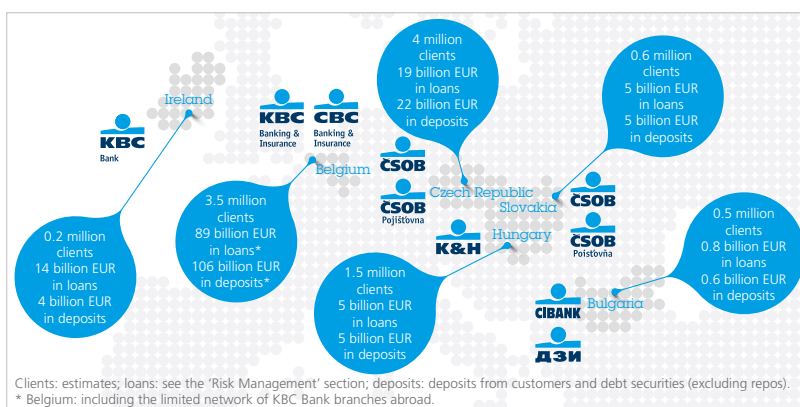 4 million
clients
19 billion EUR
in loans
22 billion EUR
in deposits
0.6 million
clients
5 billion EUR
in loans
5 billion EUR
in deposits
Ireland
KBC
Bank
KBC
Banking &
Insurance
CBC
Banking &
Insurance
Belgium
ČSOB
ČSOB
Pojišťovna
Czech Republic
Slovakia
ČSOB
ČSOB
Poisťovňa
K&H
Hungary
0.2 million
clients
14 billion EUR
in loans
4 billion EUR
in deposits
3.5 million
clients
89 billion EUR
in loans*
106 billion EUR
in deposits*
1.5 million
clients
5 billion EUR
in loans
5 billion EUR
in deposits
0.5 million
clients
0.8 billion EUR
in loans
0.6 billion EUR
in deposits
CIBANK
Bulgaria
ДЗИ
Clients: estimates; loans: see the ‘Risk Management’ section; deposits: deposits from customers and debt securities (excluding repos).
* Belgium: including the limited network of KBC Bank branches abroad.